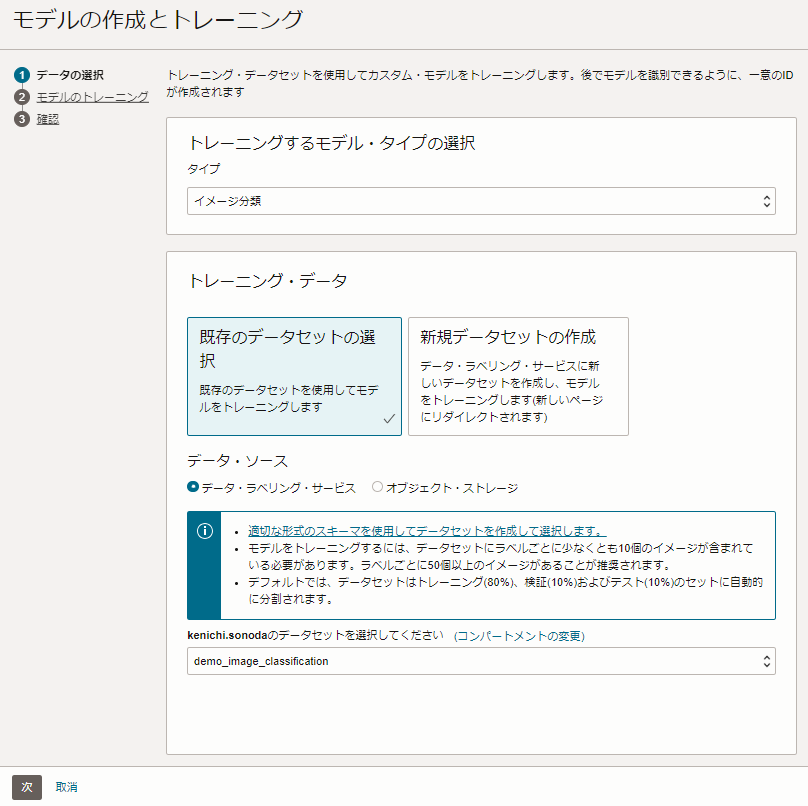 モデルの作成とトレーニング
1 データの選択
2 モデルのトレーニング
3 確認
トレーニング・データセットを使用してカスタム・モデルをトレーニングします。後でモデルを識別できるように、一意のID
が作成されます
トレーニングするモデル・タイプの選択
タイプ
イメージ分類
トレーニング・データ
既存のデータセットの選
択
既存のデータセットを使用してモデ
ルをトレーニングします
新規データセットの作成
データ・ラベリング・サービスに新
しいデータセットを作成し、モデル
をトレーニングします(新しいページ
にリダイレクトされます)
データ・ソース
データ・ラベリング・サービス オブジェクト・ストレージ
• 適切な形式のスキーマを使用してデータセットを作成して選択します。
• モデルをトレーニングするには、データセットにラベルごとに少なくとも10個のイメージが含まれて
いる必要があります。ラベルごとに50個以上のイメージがあることが推奨されます。
• デフォルトでは、データセットはトレーニング(80%)、検証(10%)およびテスト(10%)のセットに自動的
に分割されます。
kenichi.sonodaのデータセットを選択してください (コンパートメントの変更)
demo_image_classification
次 取消